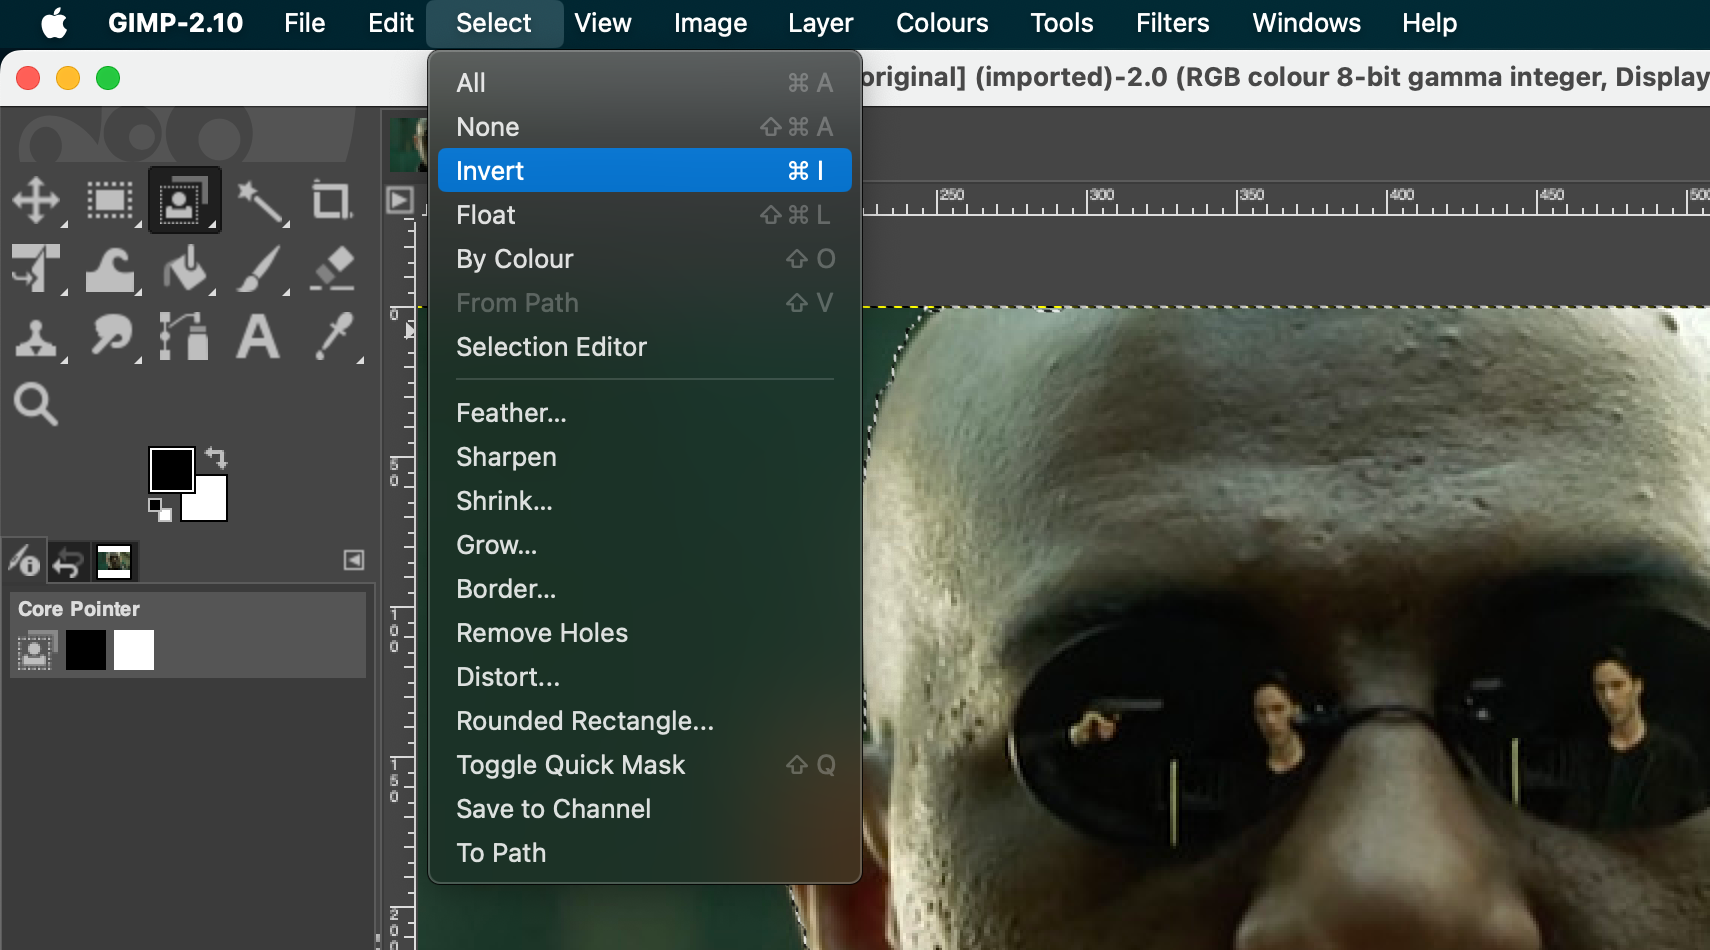 GIMP-2.10 File Edit Select View Image Layer Colours Tools Filters Windows Help
original] (imported)-2.0 (RGB colour 8-bit gamma integer, Display
All ⌘ A
None ⇧ ⌘ A
Invert ⌘ I
Float ⇧ ⌘ L
By Colour ⇧ O
From Path ⇧ V
Selection Editor
Feather...
Sharpen
Shrink...
Grow...
Border...
Remove Holes
Distort...
Rounded Rectangle...
Toggle Quick Mask ⇧ Q
Save to Channel
To Path
250 300 350 400 450 500
0
50
100
150
200
Core Pointer